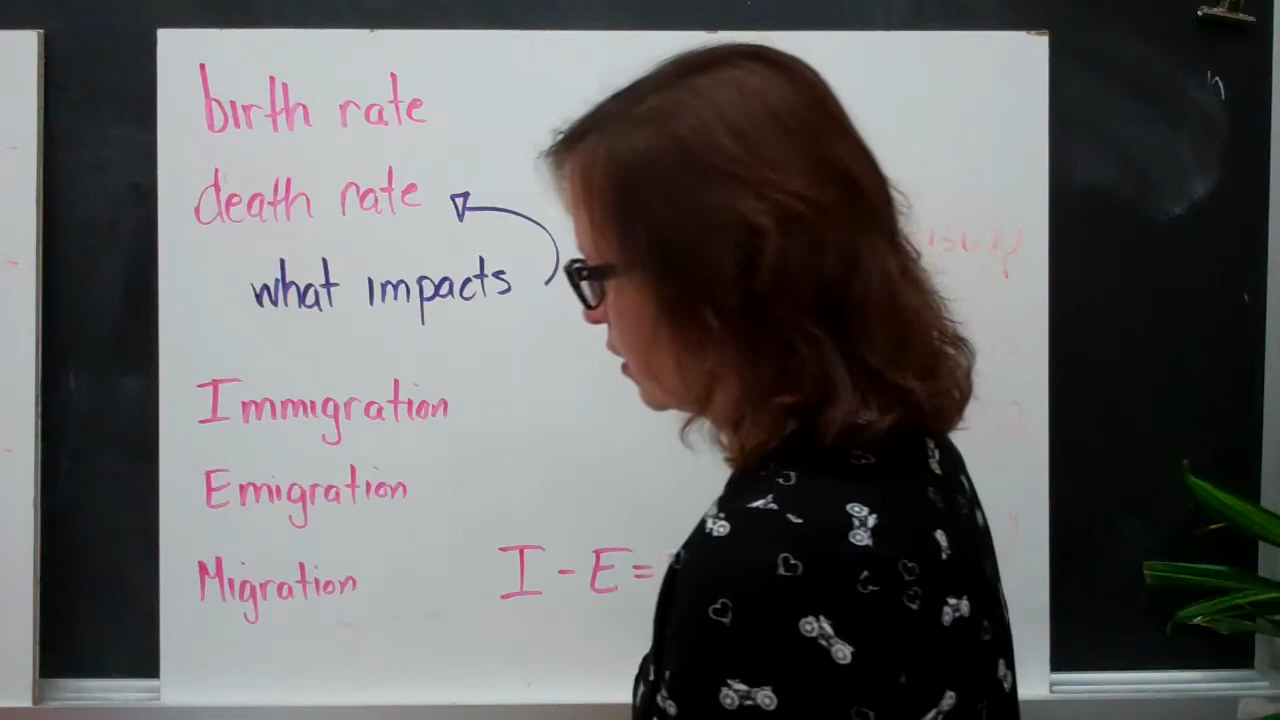 birth rate
death rate
what impacts
Immigration
Emigration
Migration I - E =